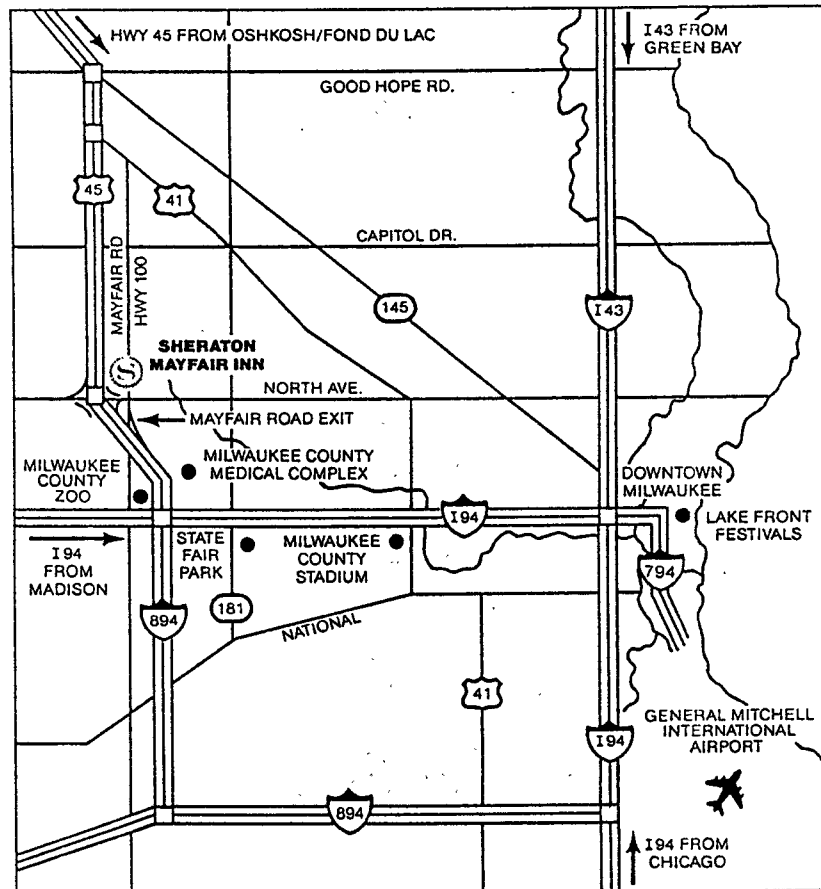 HWY 45 FROM OSHKOSH/FOND DU LAC
I43 FROM
GREEN BAY
GOOD HOPE RD.
45
41
MAYFAIR RD
HWY 100
CAPITOL DR.
145
I43
SHERATON
MAYFAIR INN
S
NORTH AVE.
MAYFAIR ROAD EXIT
MILWAUKEE
COUNTY
ZOO
MILWAUKEE COUNTY
MEDICAL COMPLEX
DOWNTOWN
MILWAUKEE
I94
LAKE FRONT
FESTIVALS
I94
FROM
MADISON
STATE
FAIR
PARK
MILWAUKEE
COUNTY
STADIUM
794
894
181
NATIONAL
41
I94
GENERAL MITCHELL
INTERNATIONAL
AIRPORT
894
I94 FROM
CHICAGO